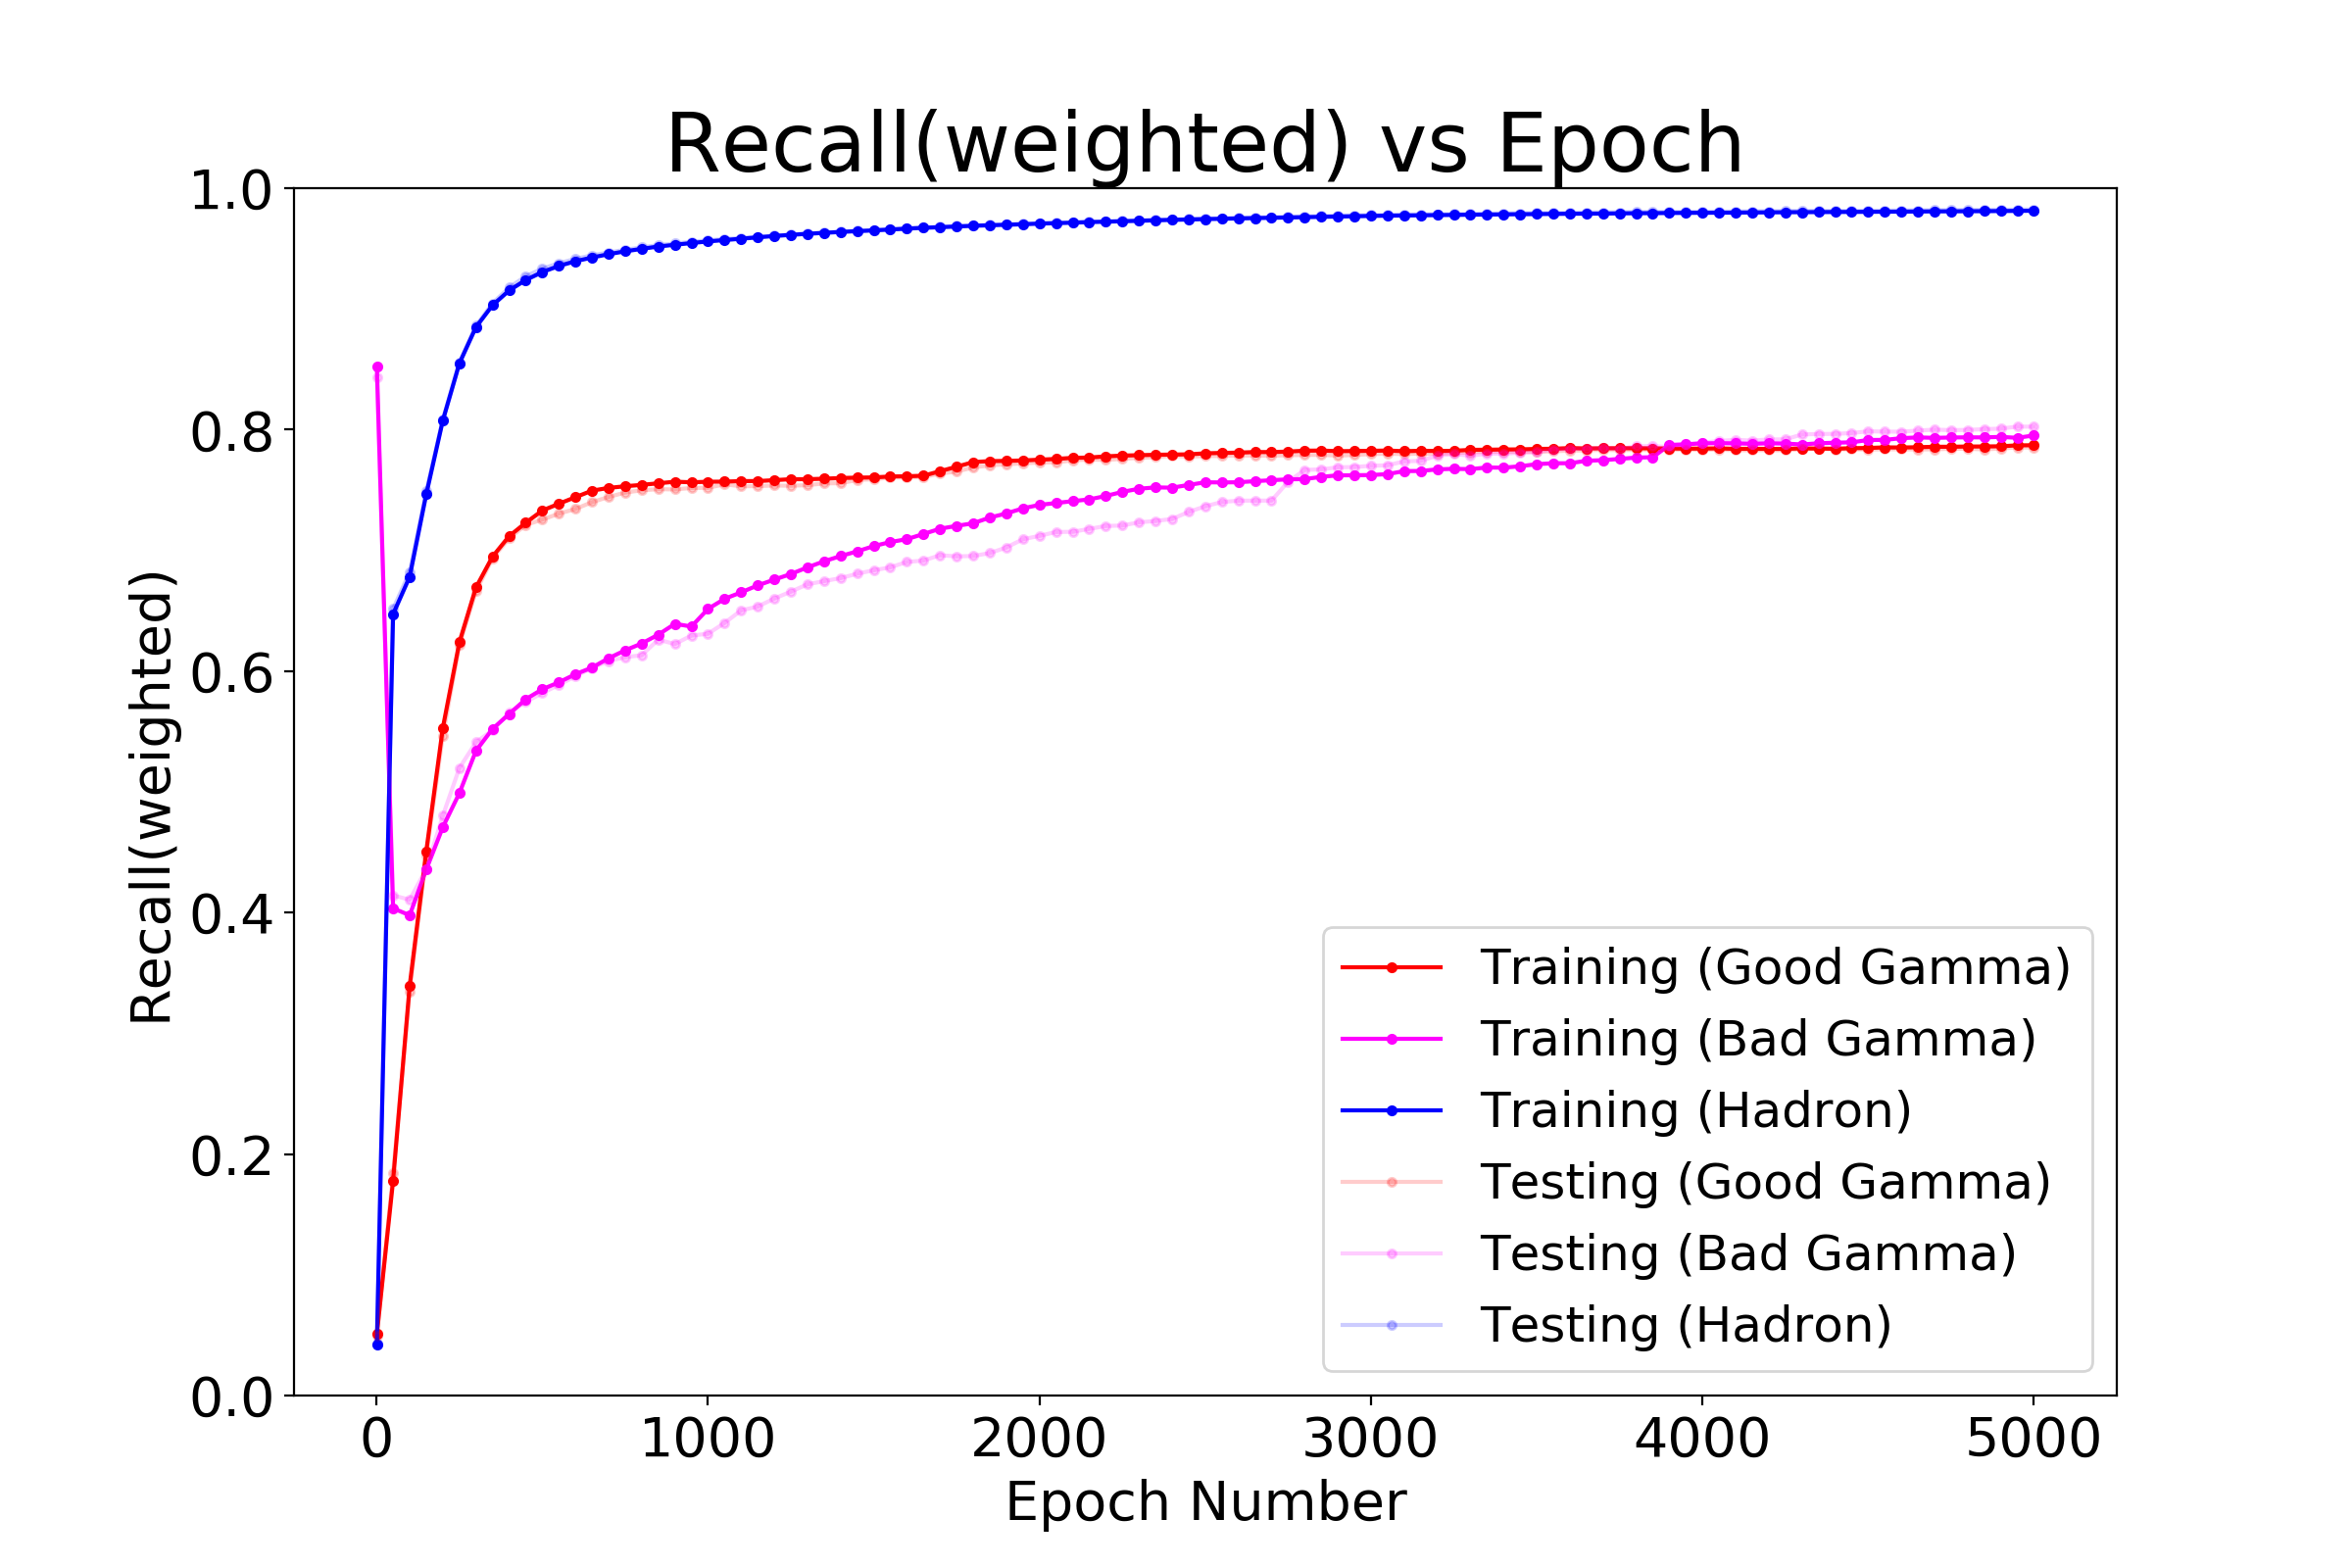 Recall(weighted) vs Epoch
1.0
0.8
0.6
0.4
0.2
0.0
Recall(weighted)
0 1000 2000 3000 4000 5000
Epoch Number
Training (Good Gamma)
Training (Bad Gamma)
Training (Hadron)
Testing (Good Gamma)
Testing (Bad Gamma)
Testing (Hadron)